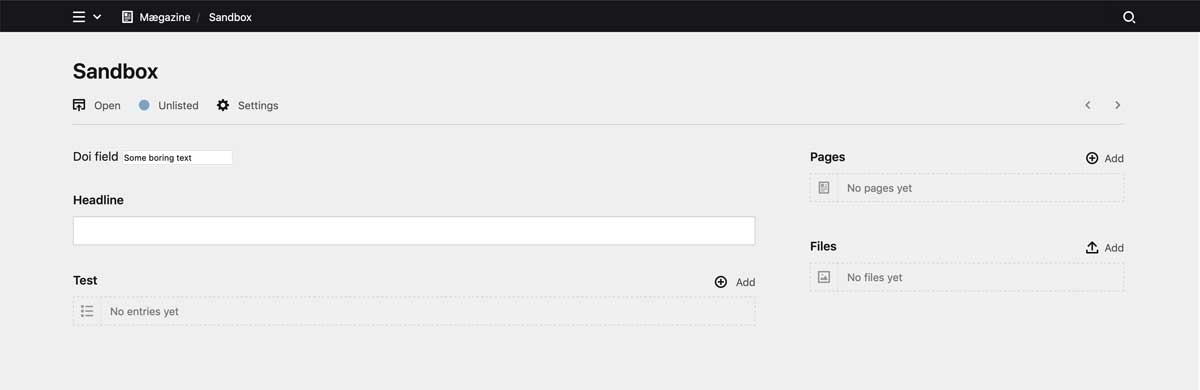 Mægazine / Sandbox
Sandbox
Open Unlisted Settings
Doi field Some boring text
Headline
Test Add
No entries yet
Pages Add
No pages yet
Files Add
No files yet